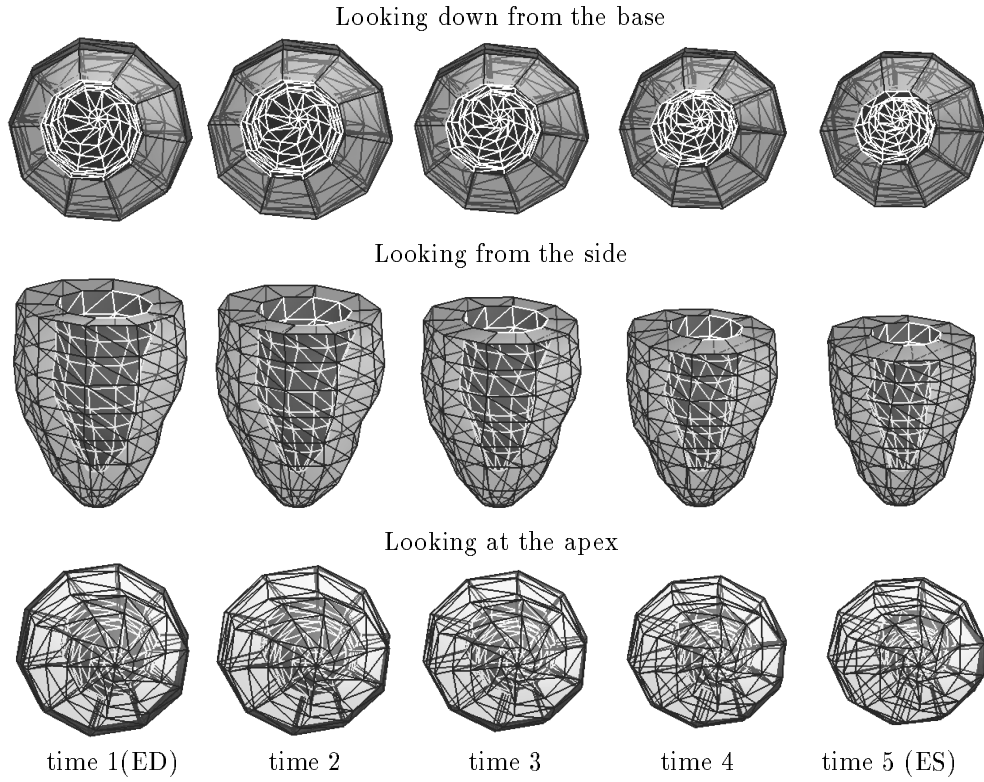 Looking down from the base
Looking from the side
Looking at the apex
time 1(ED) time 2 time 3 time 4 time 5 (ES)